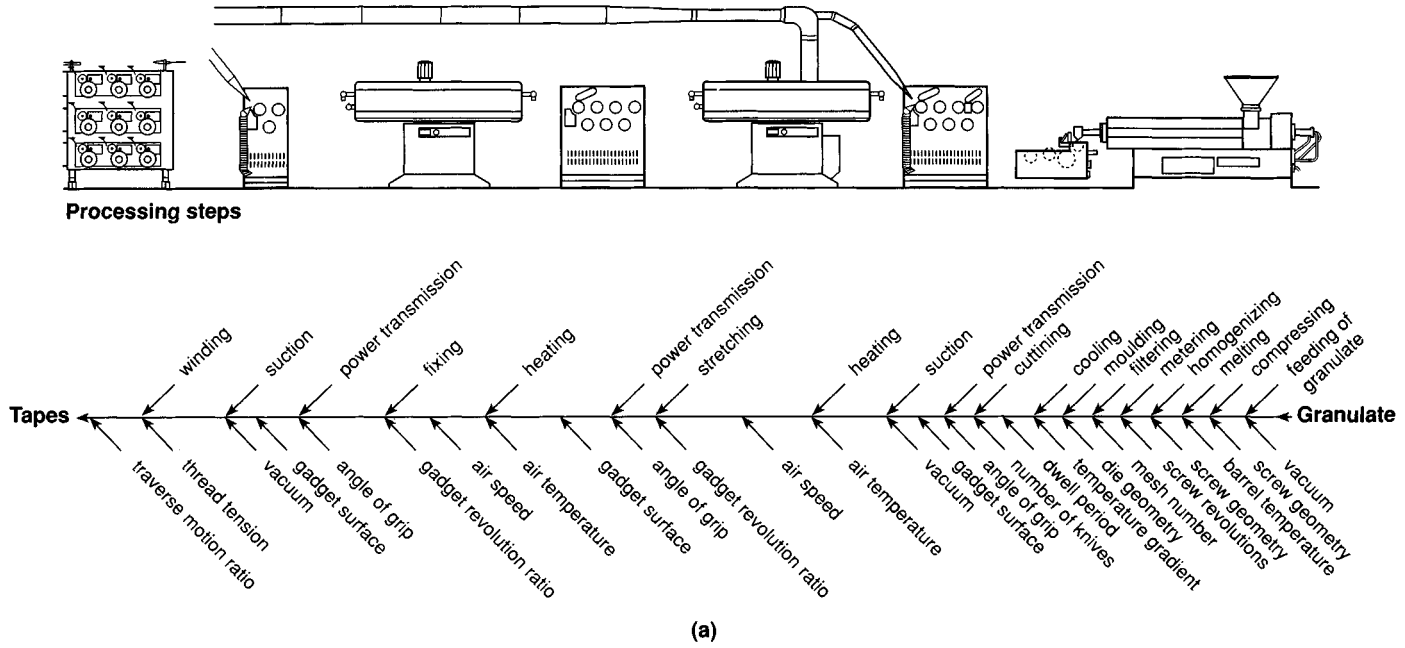 Processing steps
winding
suction
power transmission
fixing
heating
power transmission
stretching
heating
suction
power transmission
cuttining
cooling
moulding
filtering
metering
homogenizing
melting
compressing
feeding of
granulate
Tapes
Granulate
traverse motion ratio
thread tension
vacuum
gadget surface
angle of grip
gadget revolution ratio
air speed
air temperature
gadget surface
angle of grip
gadget revolution ratio
air speed
air temperature
vacuum
gadget surface
angle of grip
number of knives
dwell period
temperature gradient
die geometry
mesh number
screw revolutions
screw geometry
screw geometry
barrel temperature
screw geometry
vacuum
(a)